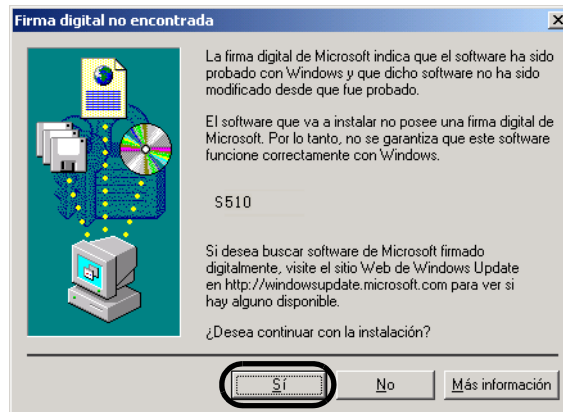 Firma digital no encontrada
La firma digital de Microsoft indica que el software ha sido
probado con Windows y que dicho software no ha sido
modificado desde que fue probado.
El software que va a instalar no posee una firma digital de
Microsoft. Por lo tanto, no se garantiza que este software
funcione correctamente con Windows.
S510
Si desea buscar software de Microsoft firmado
digitalmente, visite el sitio Web de Windows Update
en http://windowsupdate.microsoft.com para ver si
hay alguno disponible.
¿Desea continuar con la instalación?
Sí
No
Más información